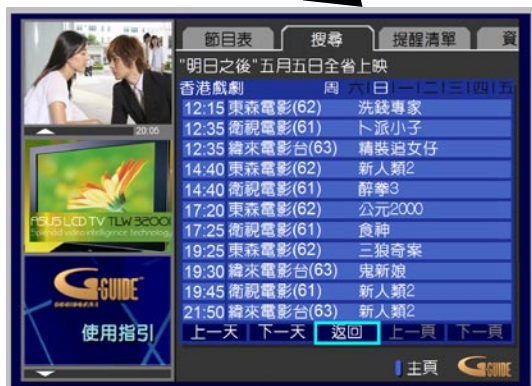 節目表 搜尋 提醒清單 資
"明日之後"五月五日全省上映
香港戲劇 周 六|日|一|二|三|四|五
12:15 東森電影(62) 洗錢專家
12:35 衛視電影(61) 卜派小子
12:35 緯來電影台(63) 精裝追女仔
14:40 東森電影(62) 新人類2
14:40 衛視電影(61) 醉拳3
17:20 東森電影(62) 公元2000
17:25 衛視電影(61) 食神
19:25 東森電影(62) 三狼奇案
19:30 緯來電影台(63) 鬼新娘
19:45 衛視電影(61) 新人類2
21:50 緯來電影台(63) 新人類2
上一天 下一天 返回 上一頁 下一頁
主頁 GGUIDE
20:05
ASUS LCD TV TLW 32001
Splendid video intelligence technology
GGUIDE
使用指引